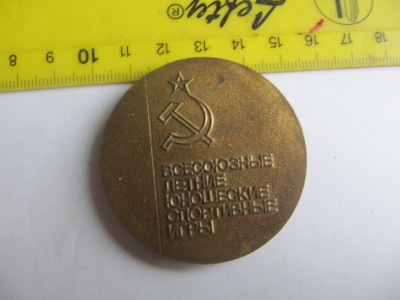 18 17 16 15 14 13 12 11 10 9 8
ВСЕСОЮЗНЫЕ
ЛЕТНИЕ
ЮНОШЕСКИЕ
СПОРТИВНЫЕ
ИГРЫ